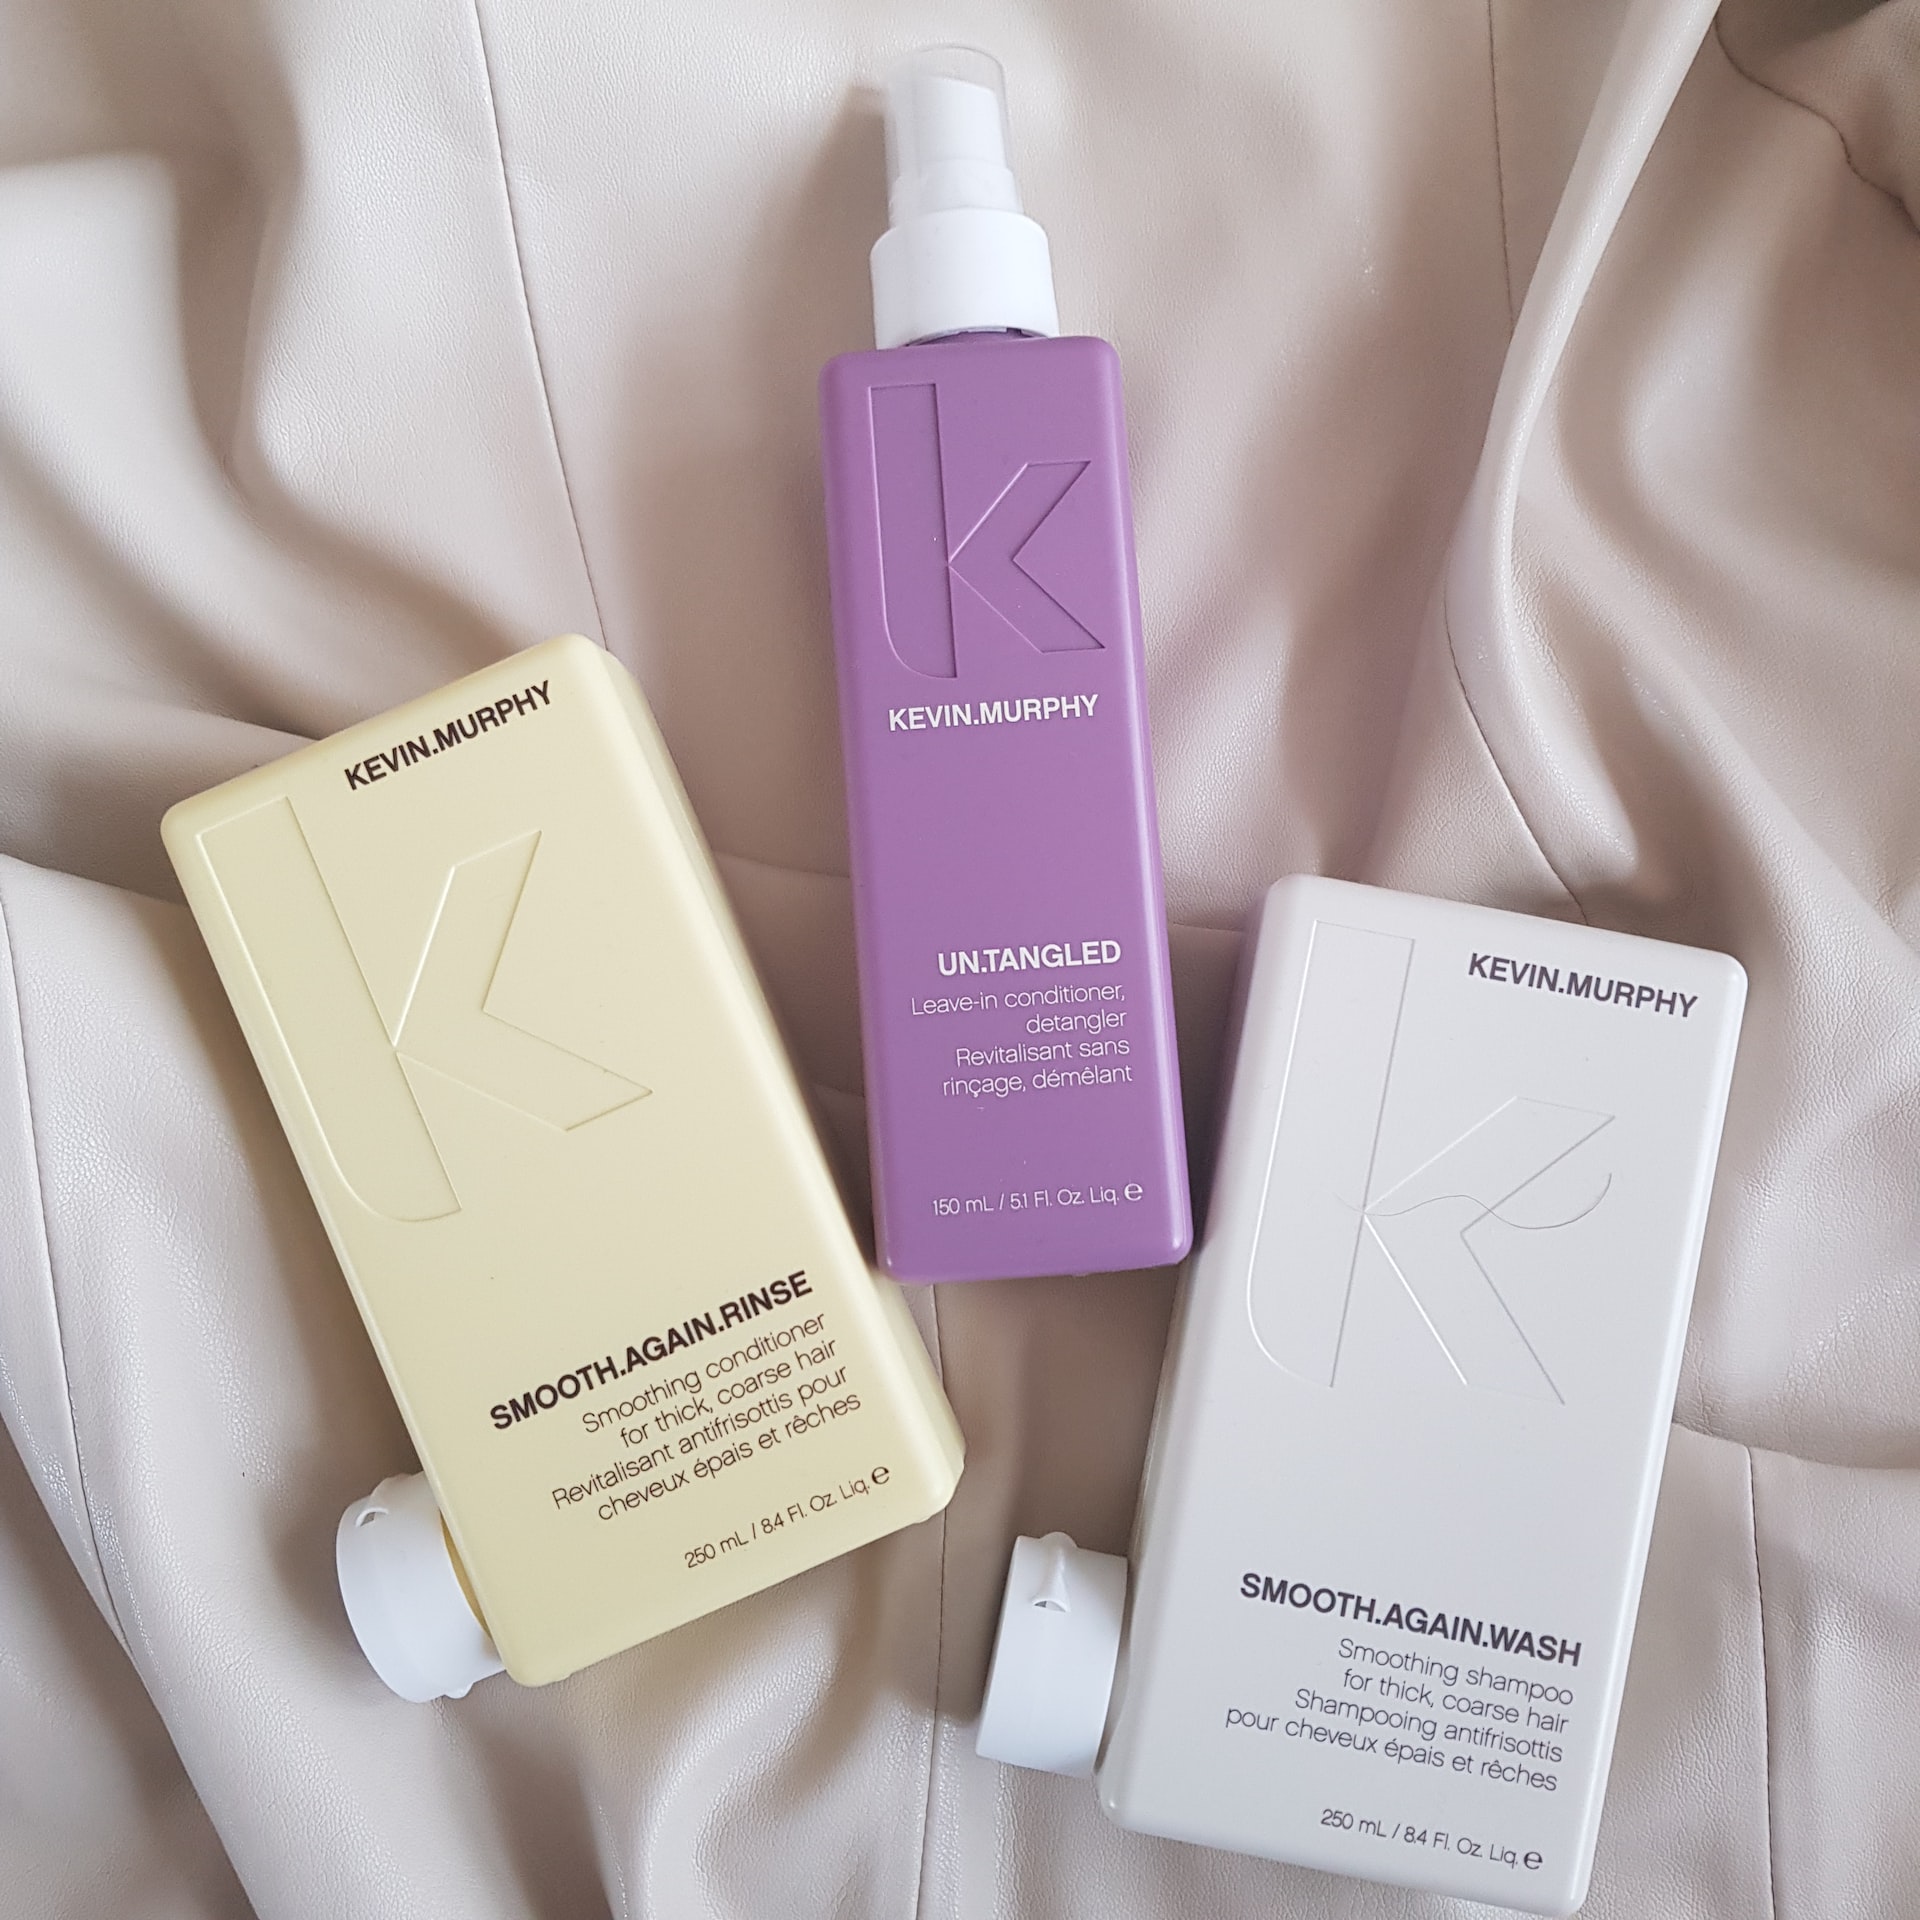 KEVIN.MURPHY
SMOOTH.AGAIN.RINSE
Smoothing conditioner
for thick, coarse hair
Revitalisant antifrisottis pour
cheveux épais et rêches
250 mL / 8.4 Fl. Oz. Liq. e
K
KEVIN.MURPHY
UN.TANGLED
Leave-in conditioner,
detangler
Revitalisant sans
rinçage, démêlant
150 mL / 5.1 Fl. Oz. Liq. e
KEVIN.MURPHY
SMOOTH.AGAIN.WASH
Smoothing shampoo
for thick, coarse hair
Shampooing antifrisottis
pour cheveux épais et rêches
250 mL / 8.4 Fl. Oz. Liq. e